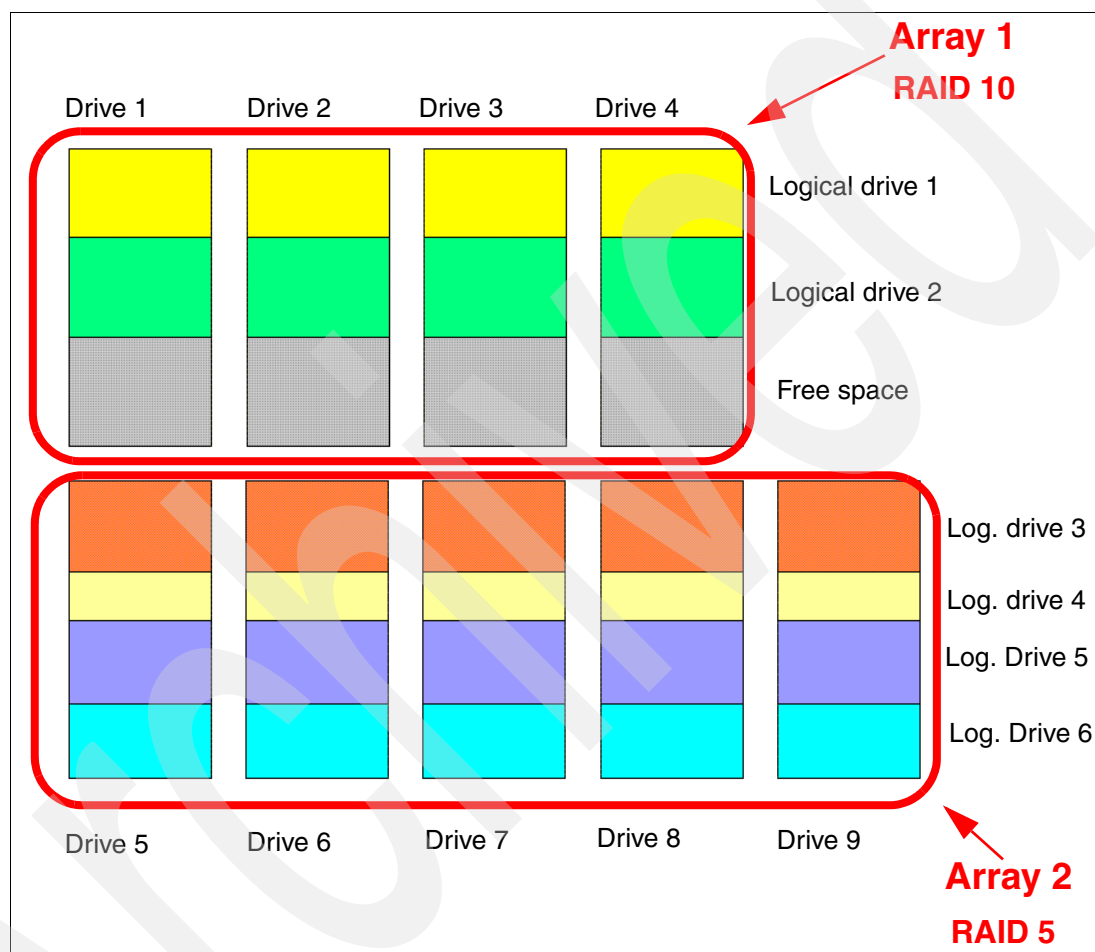 Array 1
RAID 10
Drive 1 Drive 2 Drive 3 Drive 4
Logical drive 1
Logical drive 2
Free space
Log. drive 3
Log. drive 4
Log. Drive 5
Log. Drive 6
Drive 5 Drive 6 Drive 7 Drive 8 Drive 9
Array 2
RAID 5